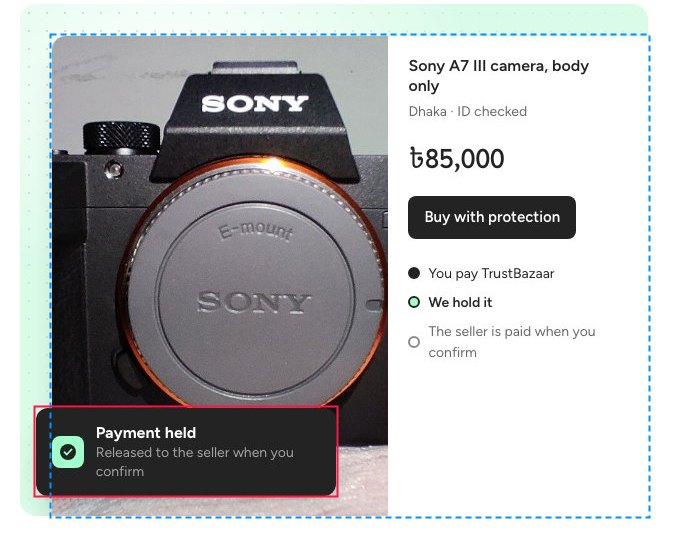 SONY
E-mount
SONY
Payment held
Released to the seller when you
confirm
Sony A7 III camera, body
only
Dhaka · ID checked
৳85,000
Buy with protection
You pay TrustBazaar
We hold it
The seller is paid when you
confirm